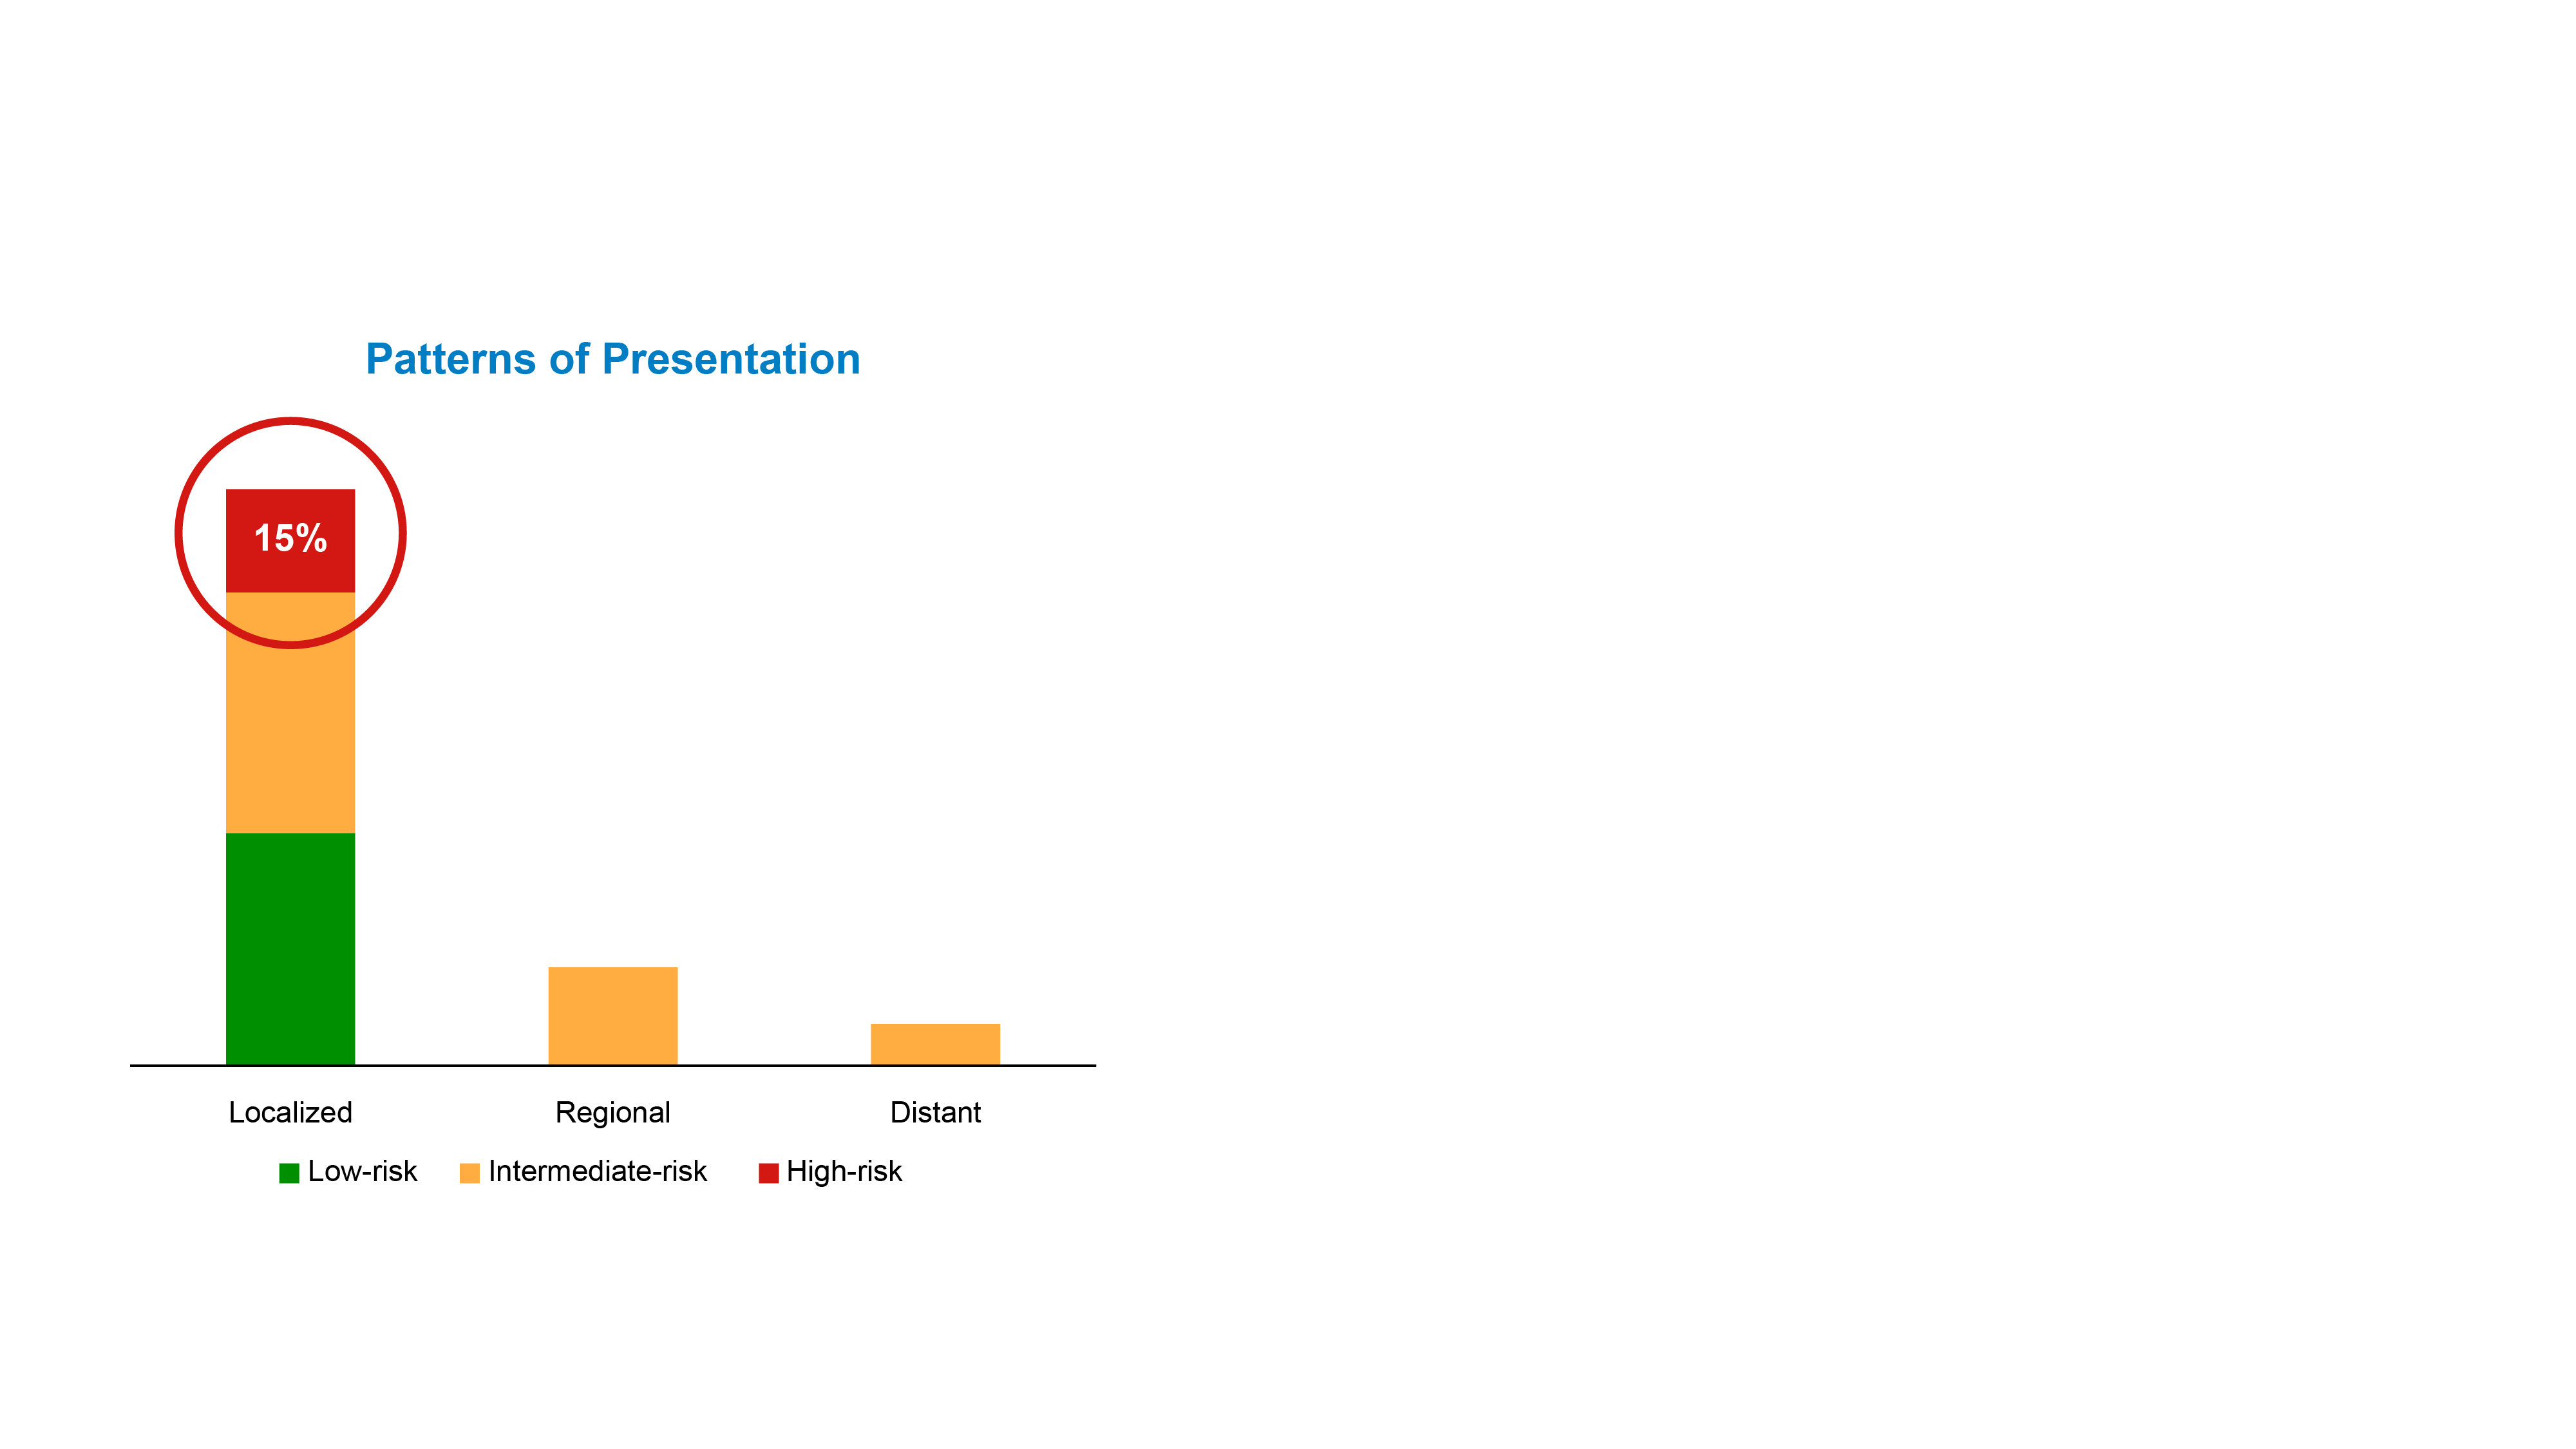 Patterns of Presentation
15%
Localized Regional Distant
Low-risk Intermediate-risk High-risk